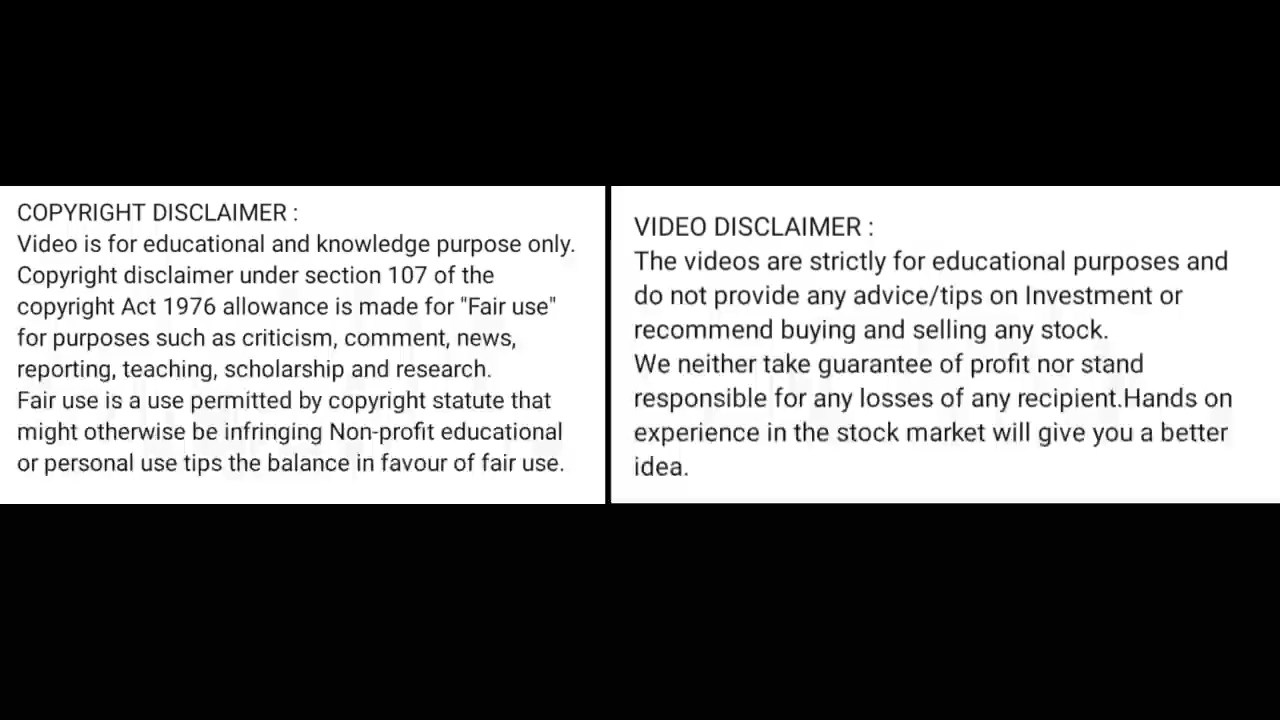 COPYRIGHT DISCLAIMER :
Video is for educational and knowledge purpose only.
Copyright disclaimer under section 107 of the
copyright Act 1976 allowance is made for "Fair use"
for purposes such as criticism, comment, news,
reporting, teaching, scholarship and research.
Fair use is a use permitted by copyright statute that
might otherwise be infringing Non-profit educational
or personal use tips the balance in favour of fair use.
VIDEO DISCLAIMER :
The videos are strictly for educational purposes and
do not provide any advice/tips on Investment or
recommend buying and selling any stock.
We neither take guarantee of profit nor stand
responsible for any losses of any recipient.Hands on
experience in the stock market will give you a better
idea.